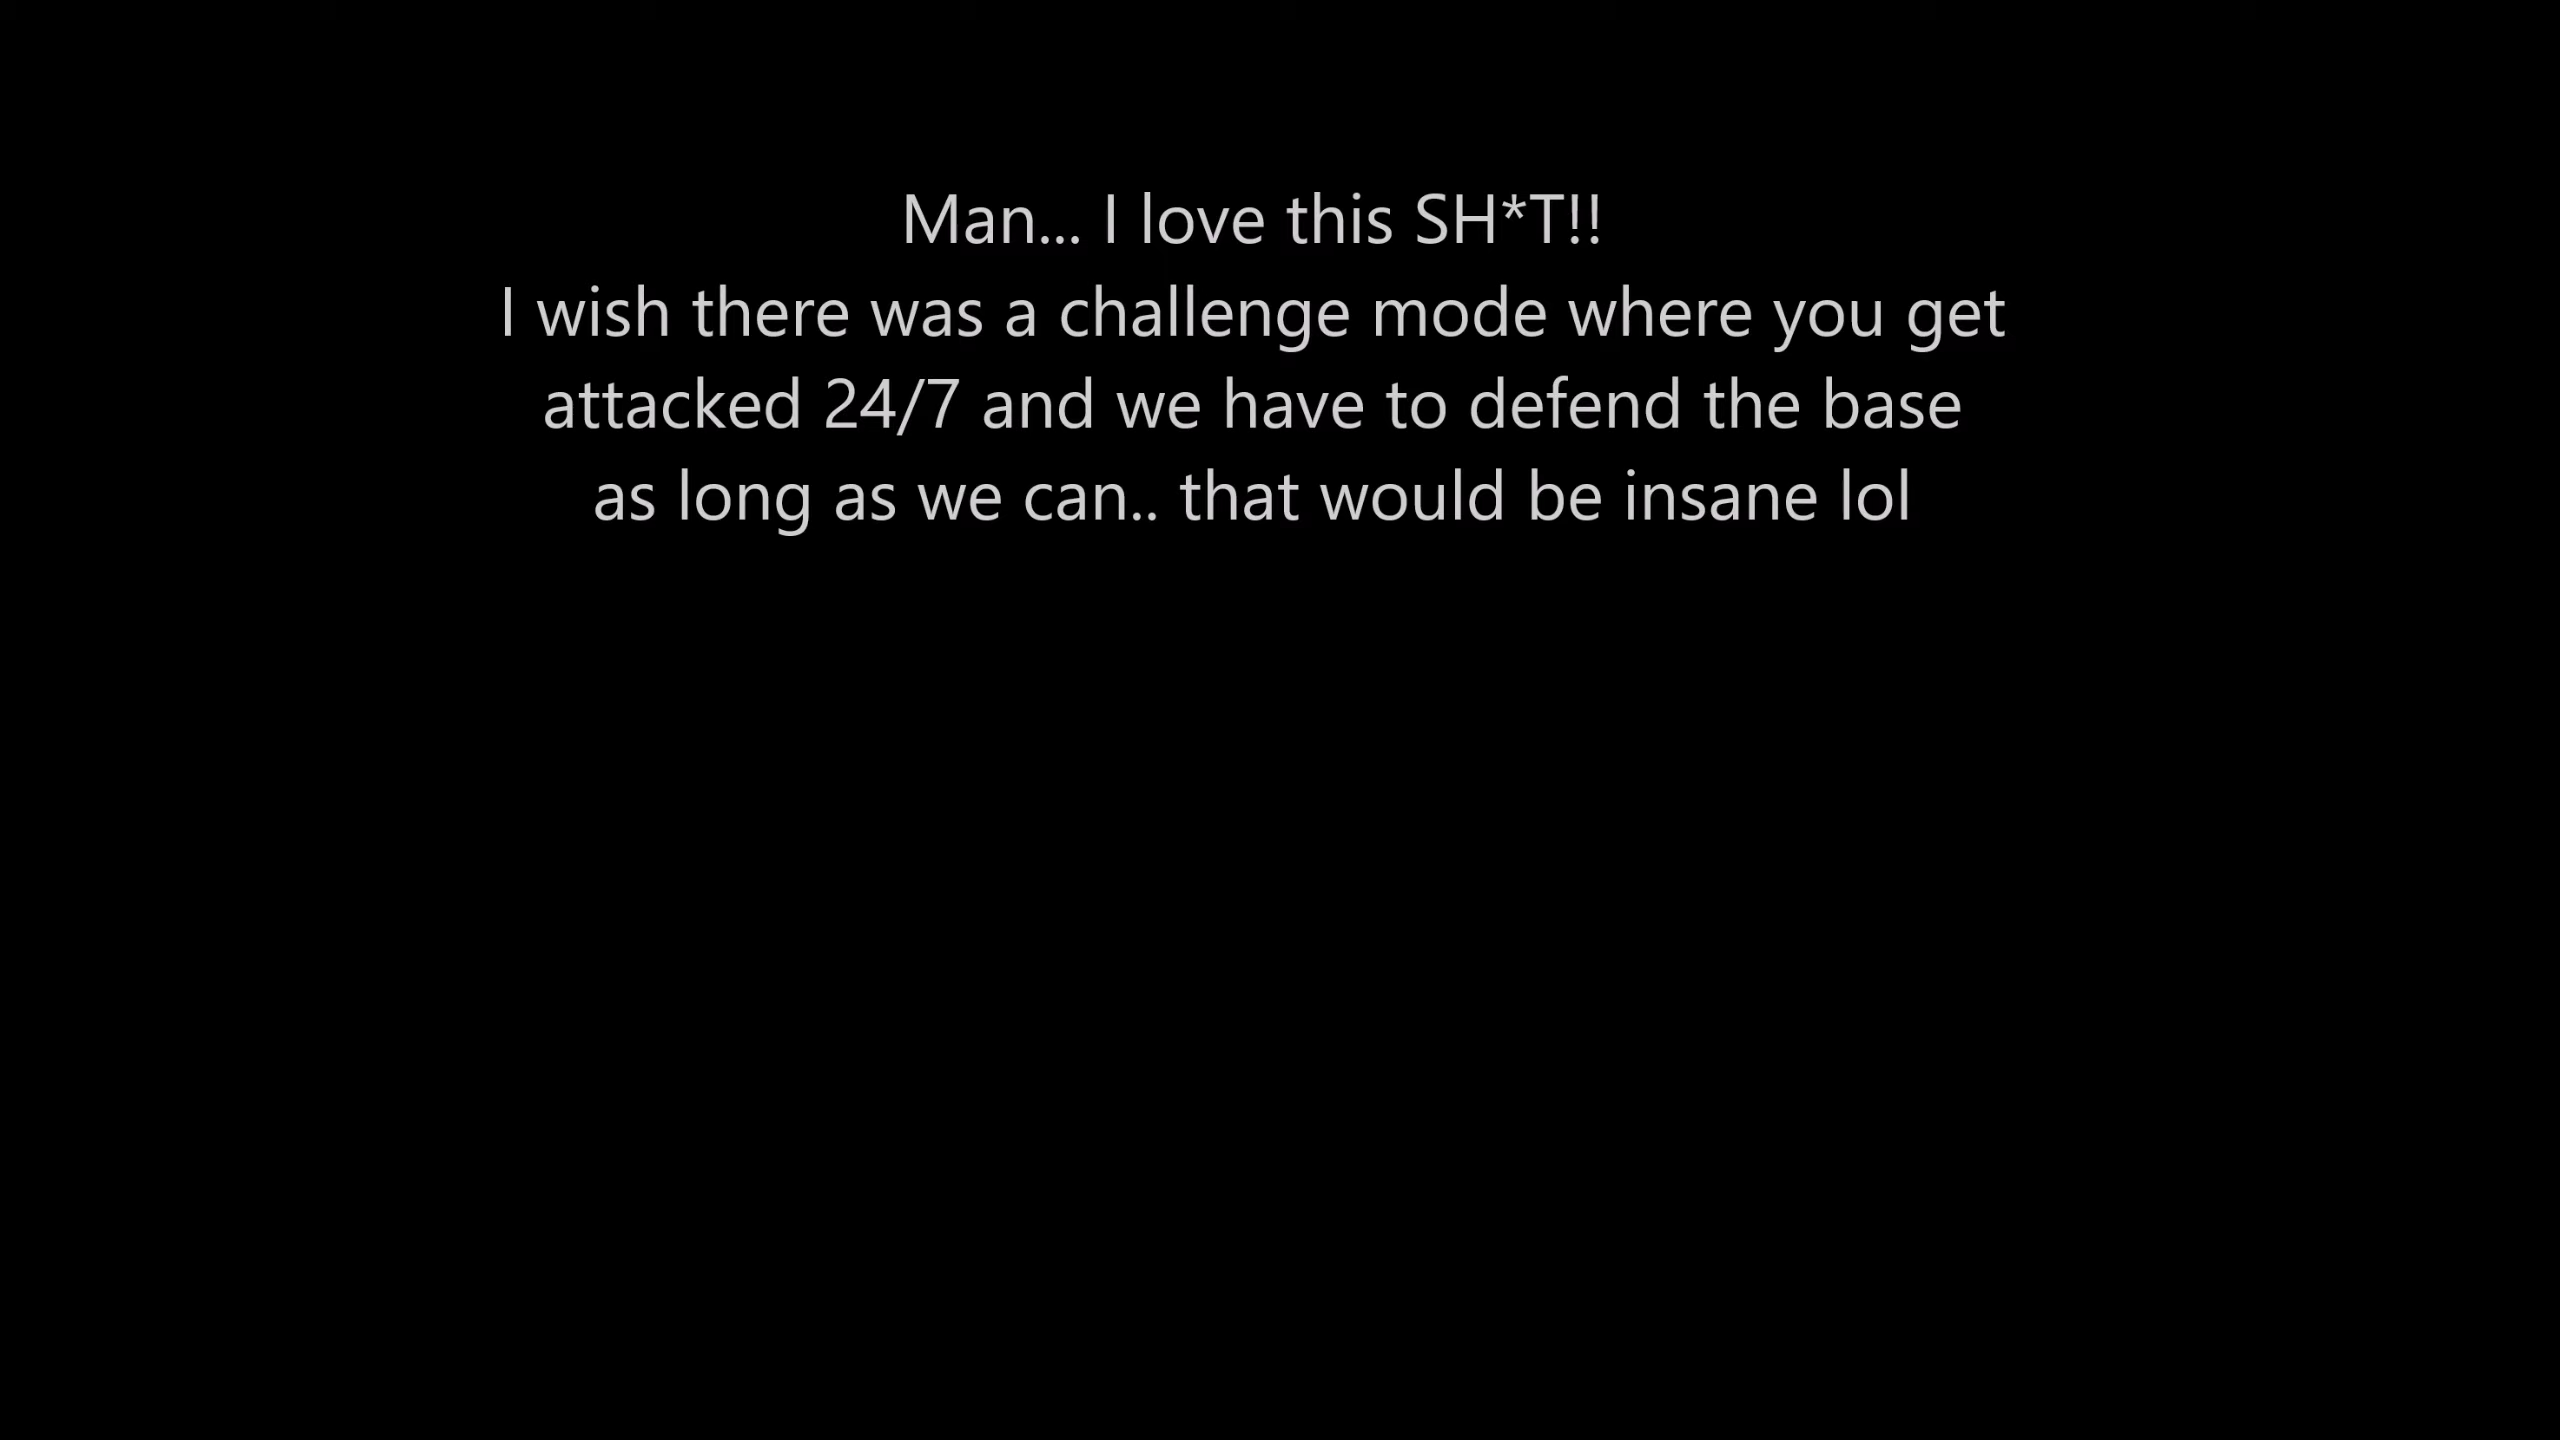 Man... I love this SH*T!!
I wish there was a challenge mode where you get
attacked 24/7 and we have to defend the base
as long as we can.. that would be insane lol